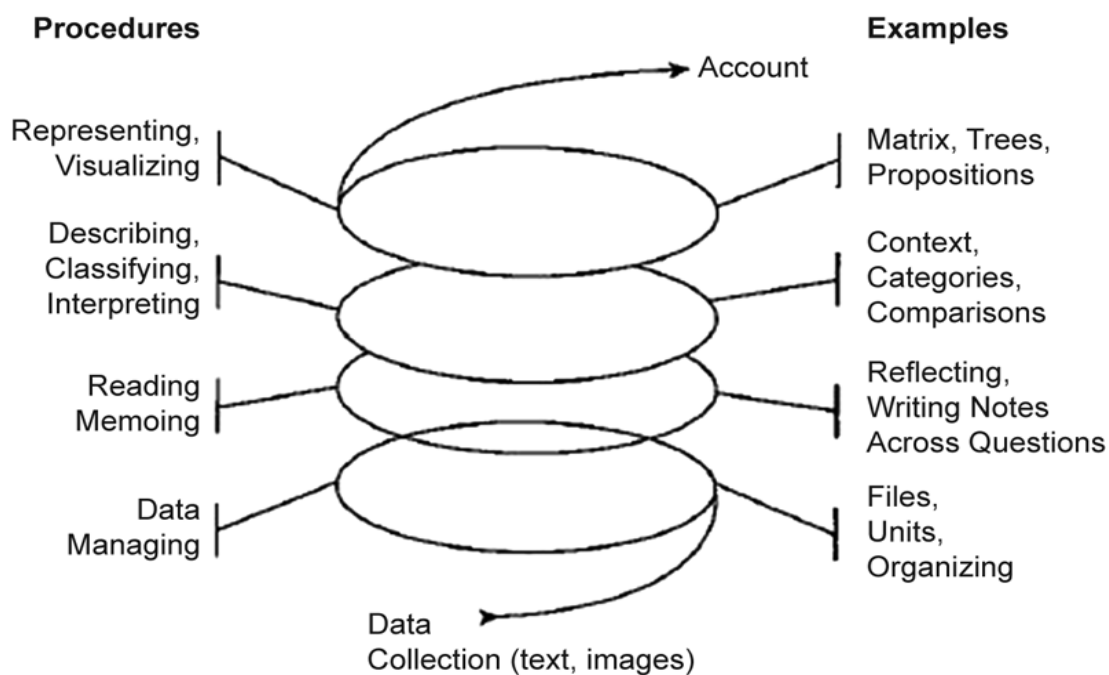 Procedures
Examples
Account
Representing,
Visualizing
Matrix, Trees,
Propositions
Describing,
Classifying,
Interpreting
Context,
Categories,
Comparisons
Reading
Memoing
Reflecting,
Writing Notes
Across Questions
Data
Managing
Files,
Units,
Organizing
Data
Collection (text, images)